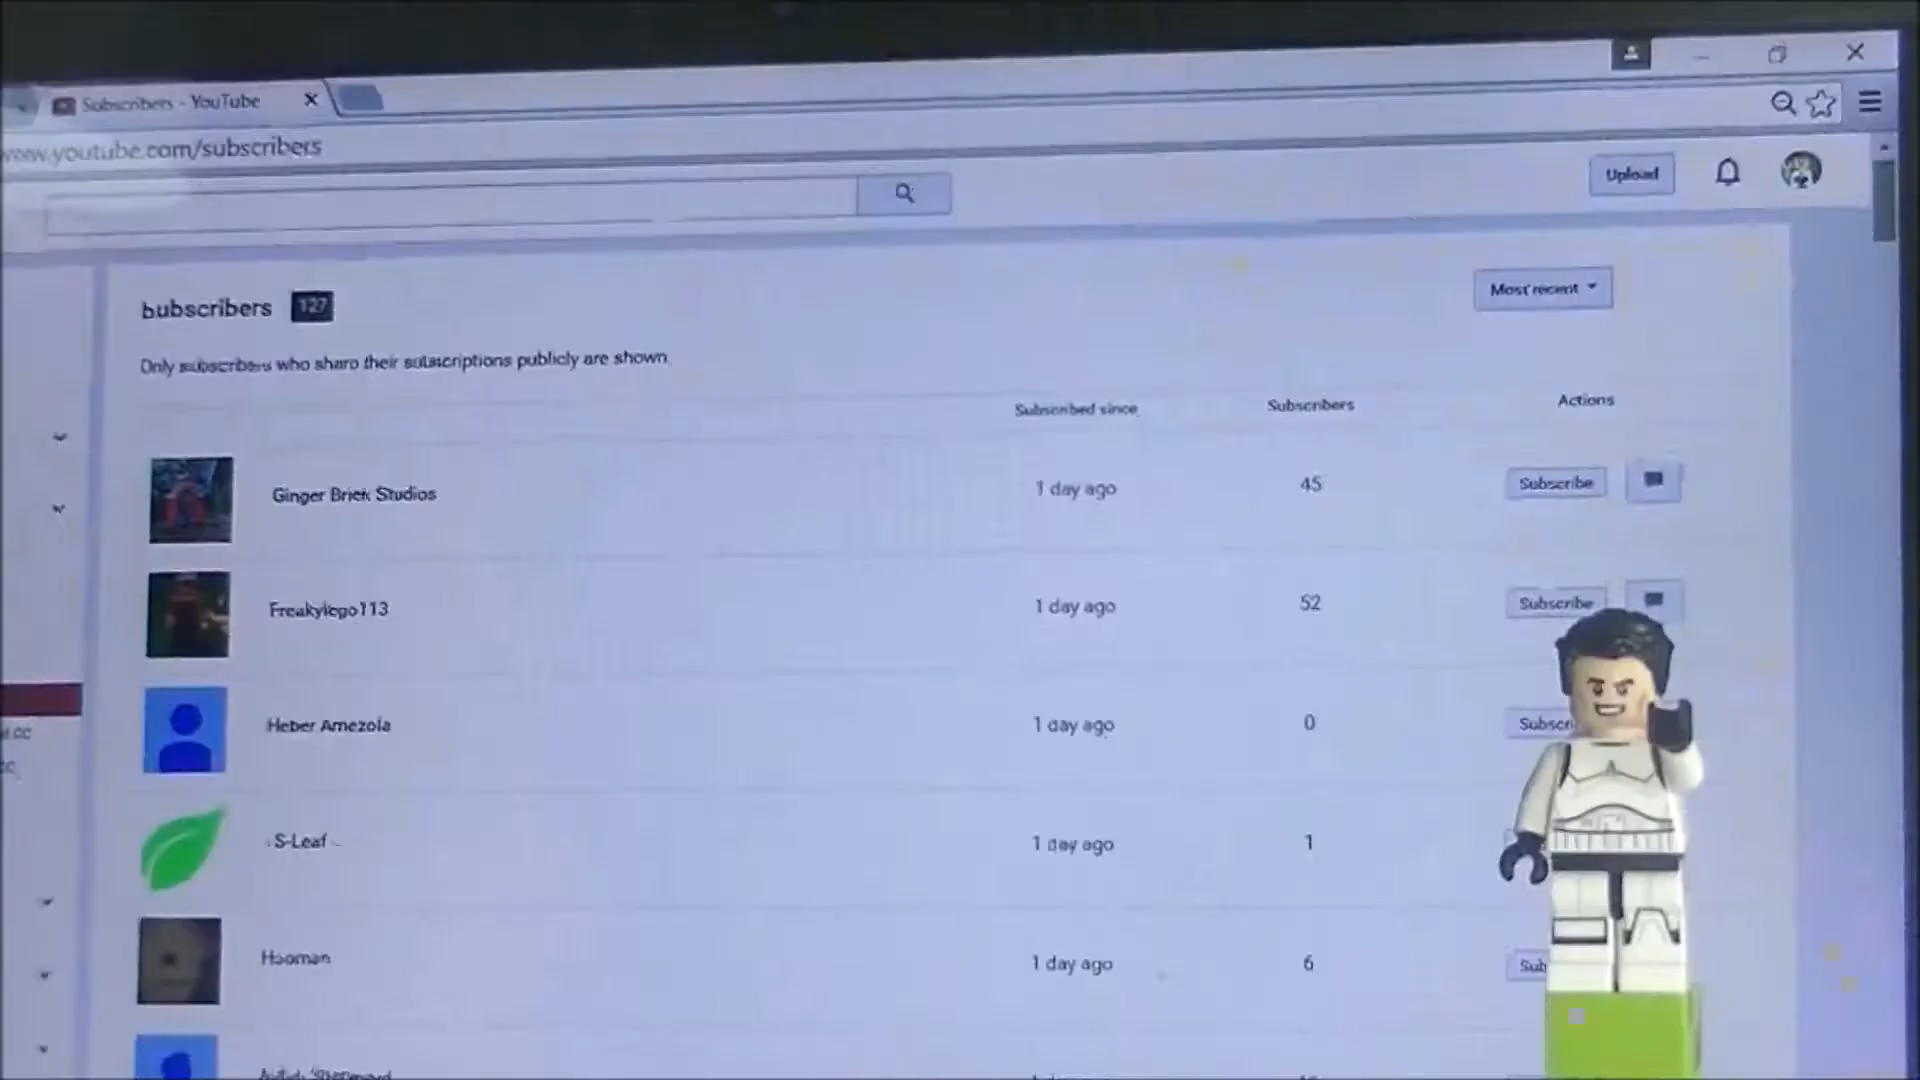 Subscribers - YouTube
www.youtube.com/subscribers
Upload
bubscribers 127
Most recent
Only subscribers who share their subscriptions publicly are shown
Subscribed since Subscribers Actions
Ginger Brick Studios 1 day ago 45 Subscribe
Freakylego113 1 day ago 52 Subscribe
Heber Amezola 1 day ago 0 Subscri
S-Leaf 1 day ago 1
Hooman 1 day ago 6 Sub